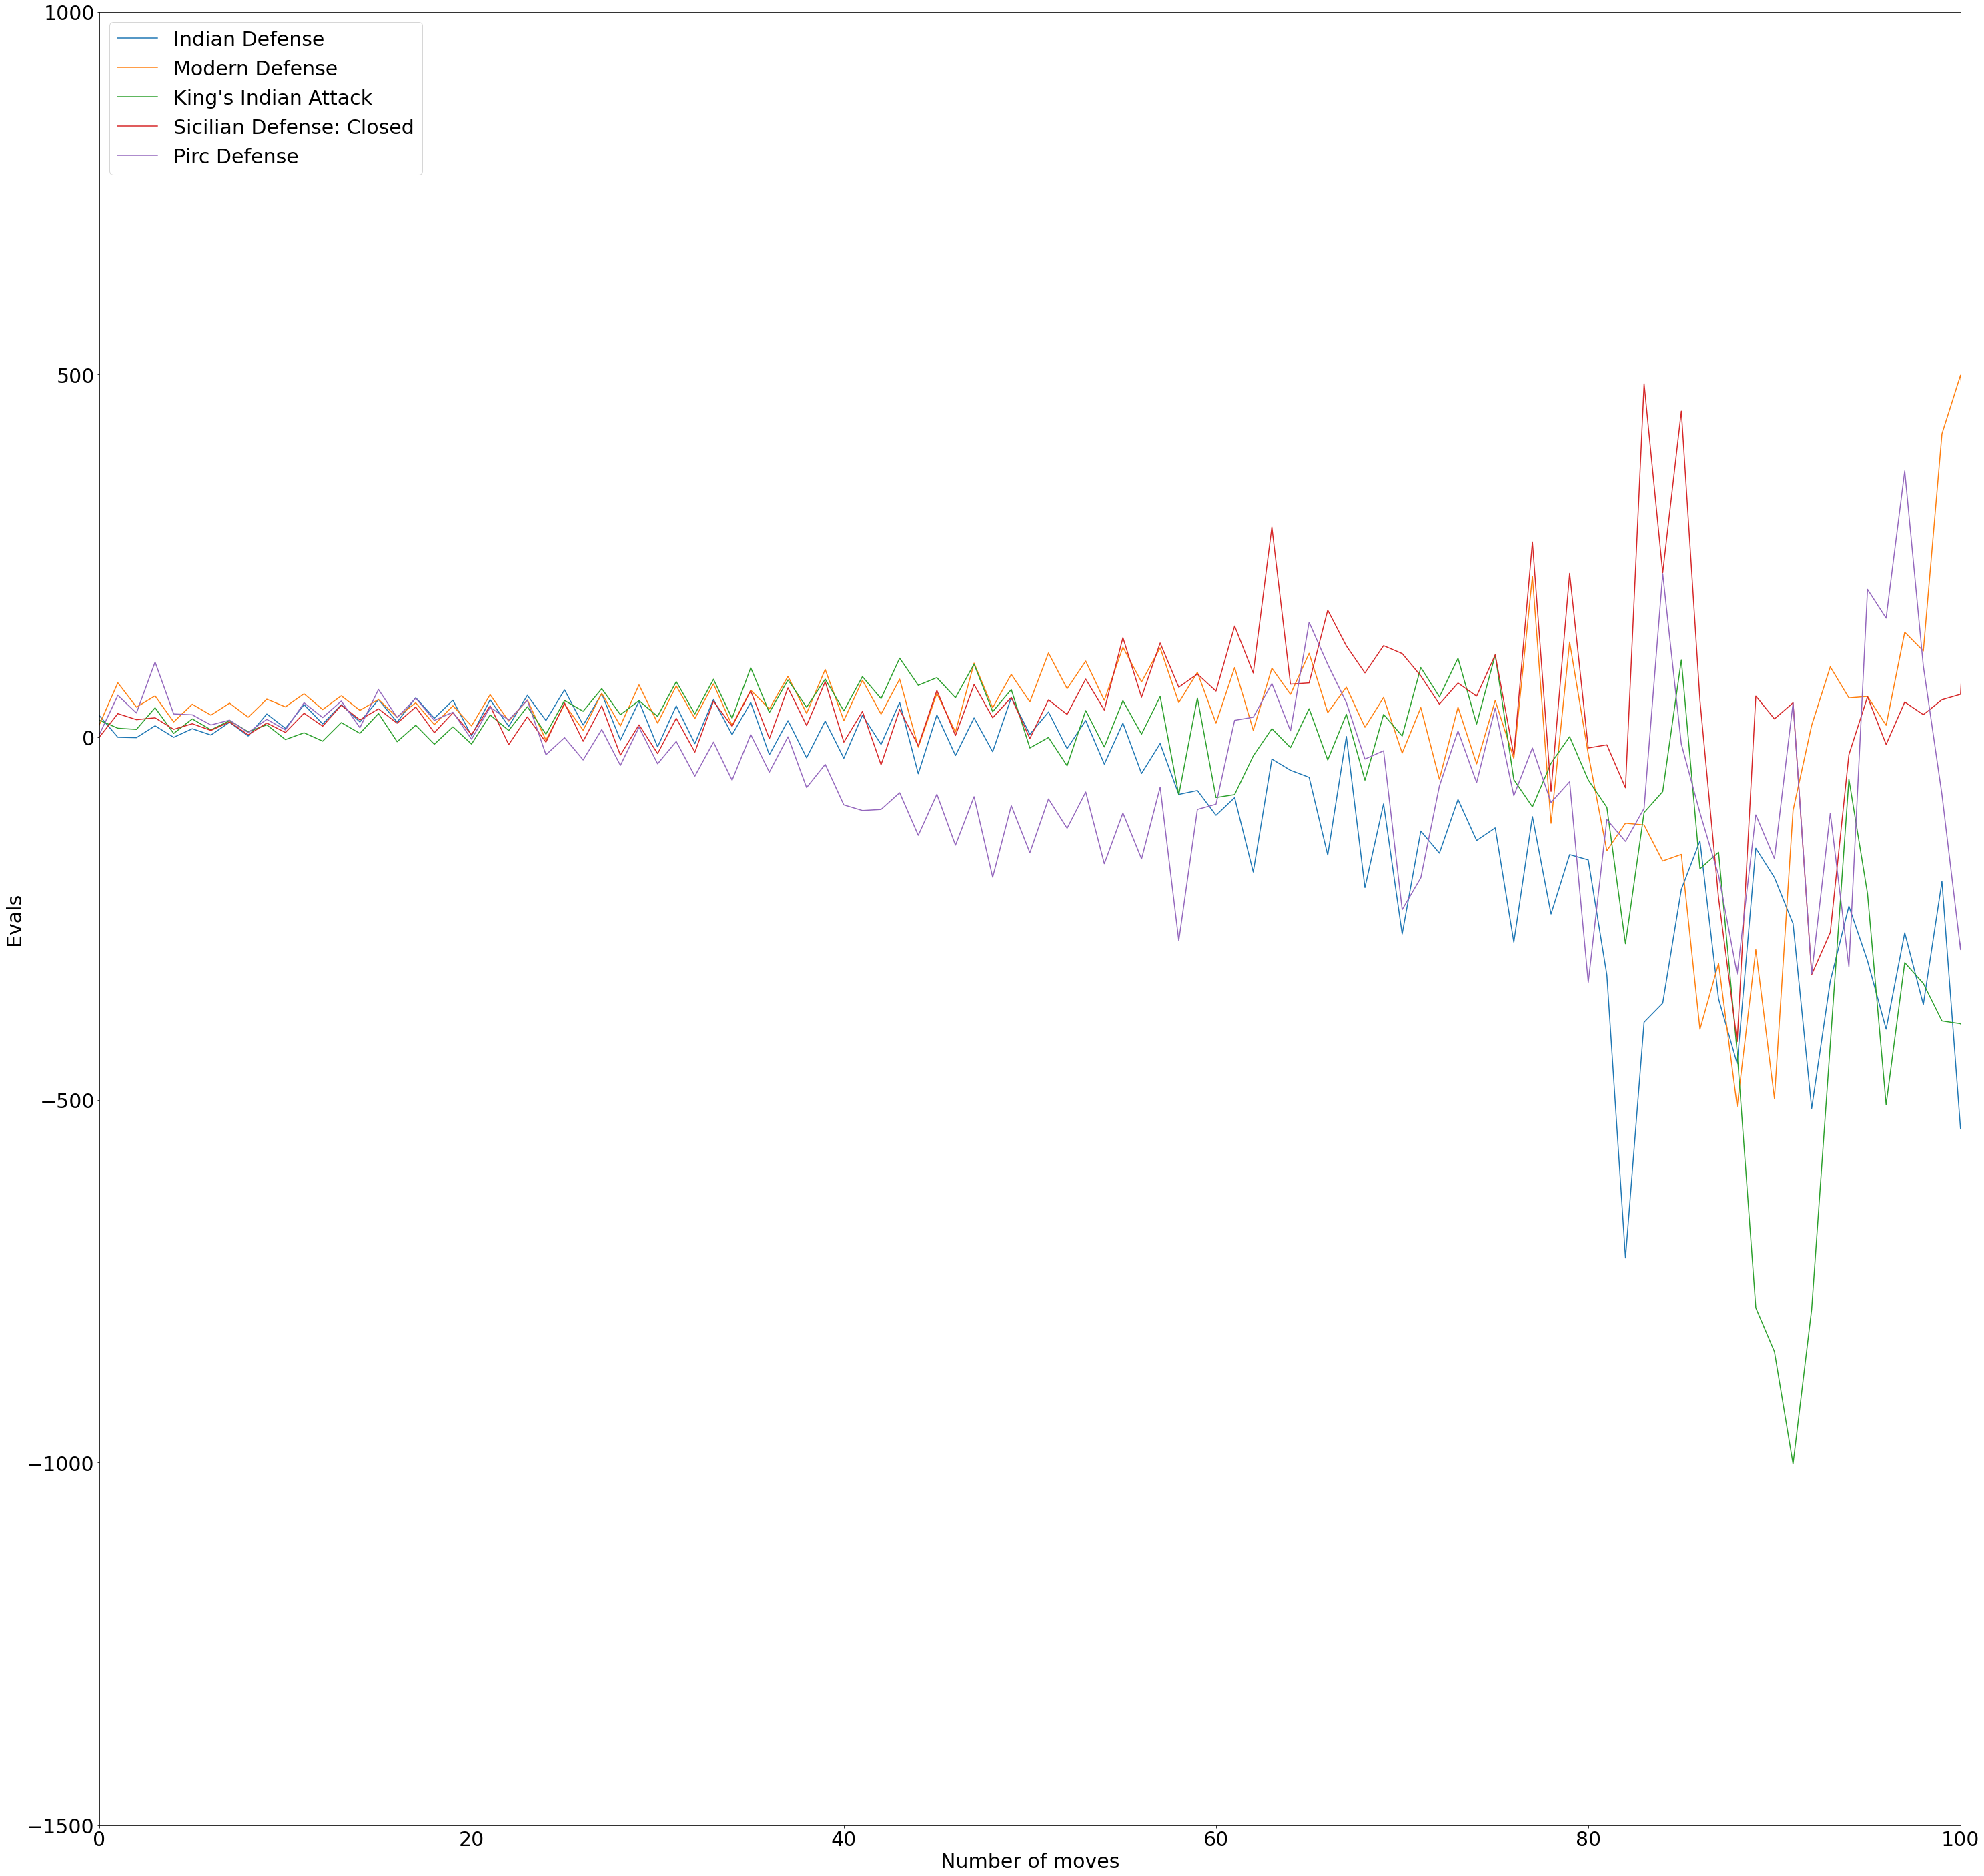 1000
500
0
−500
−1000
−1500
Evals
Indian Defense
Modern Defense
King's Indian Attack
Sicilian Defense: Closed
Pirc Defense
0 20 40 60 80 100
Number of moves